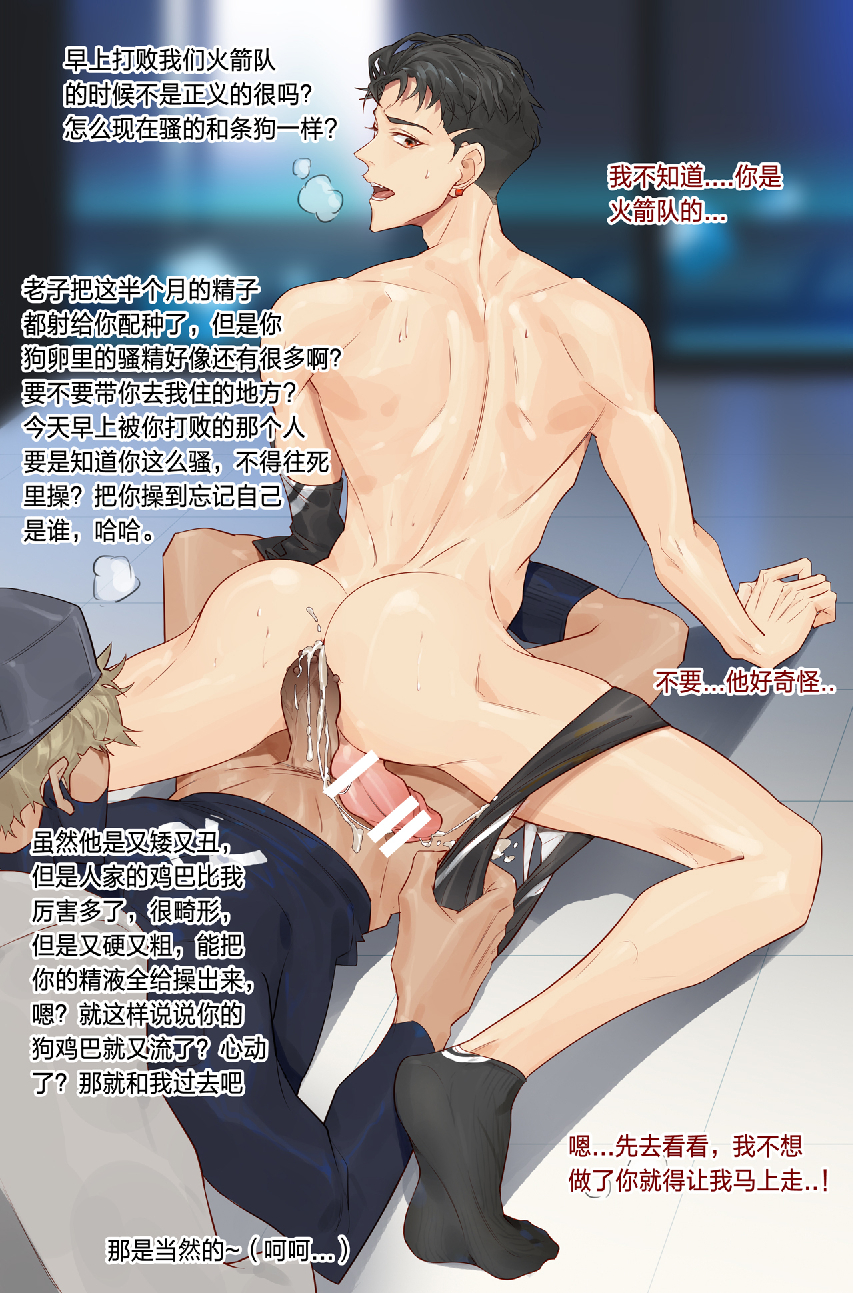 早上打败我们火箭队
的时候不是正义的很吗？
怎么现在骚的和条狗一样？
我不知道....你是
火箭队的...
老子把这半个月的精子
都射给你配种了，但是你
狗卵里的骚精好像还有很多啊？
要不要带你去我住的地方？
今天早上被你打败的那个人
要是知道你这么骚，不得往死
里操？把你操到忘记自己
是谁，哈哈。
不要...他好奇怪..
虽然他是又矮又丑，
但是人家的鸡巴比我
厉害多了，很畸形，
但是又硬又粗，能把
你的精液全给操出来，
嗯？就这样说说你的
狗鸡巴就又流了？心动
了？那就和我过去吧
嗯...先去看看，我不想
做了你就得让我马上走..！
那是当然的~（呵呵...）